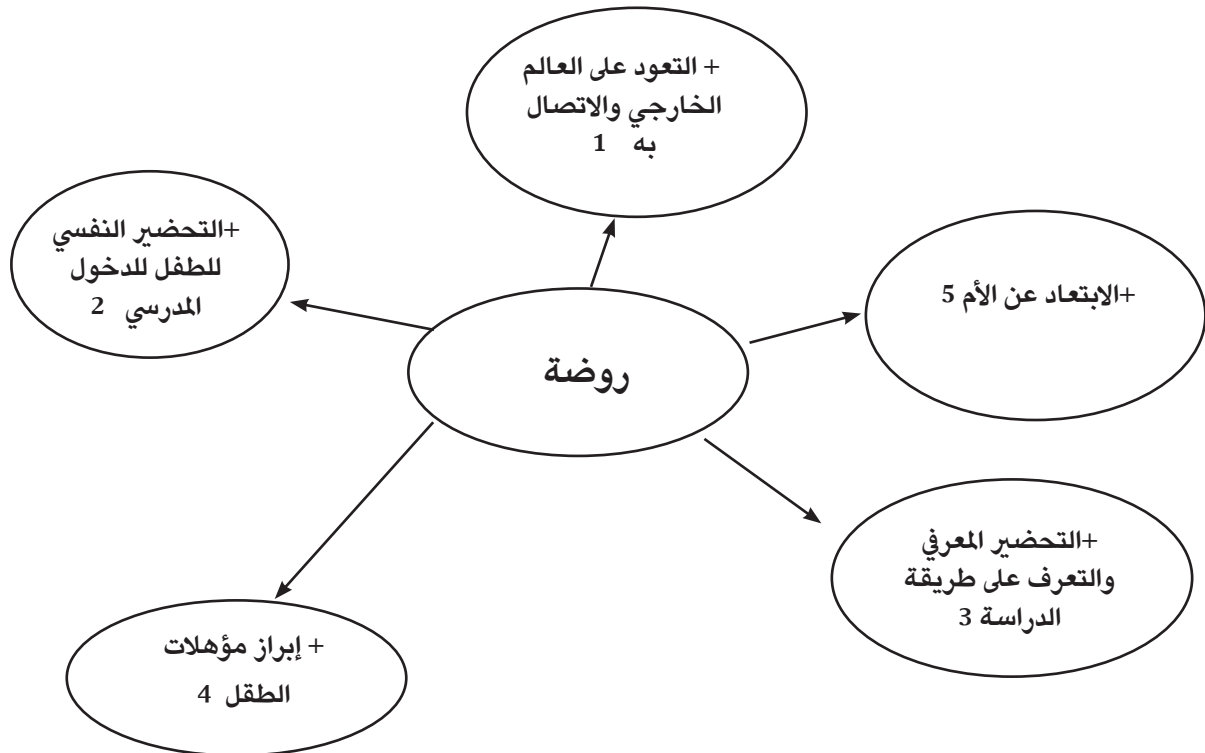 + التعود على العالم
الخارجي والاتصال
به 1
+التحضير النفسي
للطفل للدخول
المدرسي 2
+الابتعاد عن الأم 5
روضة
+التحضير المعرفي
والتعرف على طريقة
الدراسة 3
+ إبراز مؤهلات
الطقل 4